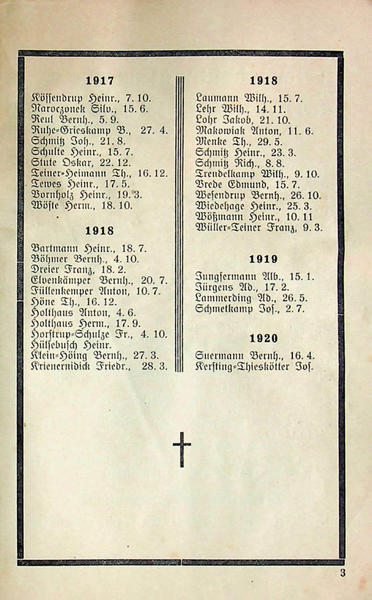 1917
Kössendrup Heinr., 7. 10.
Naroczonek Silv., 15. 6.
Reul Bernh., 5. 9.
Ruhe-Grieskamp B., 27. 4.
Schmitz Joh., 21. 8.
Schulte Heinr., 15. 7.
Stute Oskar, 22. 12.
Teiner-Heimann Th., 16. 12.
Tewes Heinr., 17. 5.
Vornholz Heinr., 19. 3
Wöste Herm., 18. 10.
1918
Bartmann Heinr., 18. 7.
Böhmer Bernh., 4. 10.
Dreier Franz, 18. 2.
Elvenkämper Bernh., 20. 7.
Füllenkemper Anton, 10. 7.
Höne Th., 16. 12.
Holthaus Anton, 4. 6.
Holthaus Herm., 17. 9.
Horstrup-Schulze Fr., 4. 10.
Hülsebusch Heinr.
Klein-Höing Bernh., 27. 3.
Krienernidick Friedr., 28. 3.
1918
Laumann Wilh., 15. 7.
Lehr Wilh., 14. 11.
Lohr Jakob, 21. 10.
Makowiak Anton, 11. 6.
Menke Th., 29. 5.
Schmitz Heinr., 23. 3.
Schmitz Rich., 8. 8.
Trendelkamp Wilh., 9. 10.
Vrede Edmund, 15. 7.
Wesendrup Bernh., 26. 10.
Wiedehage Heinr., 25. 3.
Wößmann Heinr., 10. 11
Wüller-Teiner Franz, 9. 3.
1919
Jungfermann Alb., 15. 1.
Jürgens Ad., 17. 2.
Lammerding Ad., 26. 5.
Schmetkamp Jos., 2. 7.
1920
Suermann Bernh., 16. 4.
Kersting-Thieskötter Jos.
3